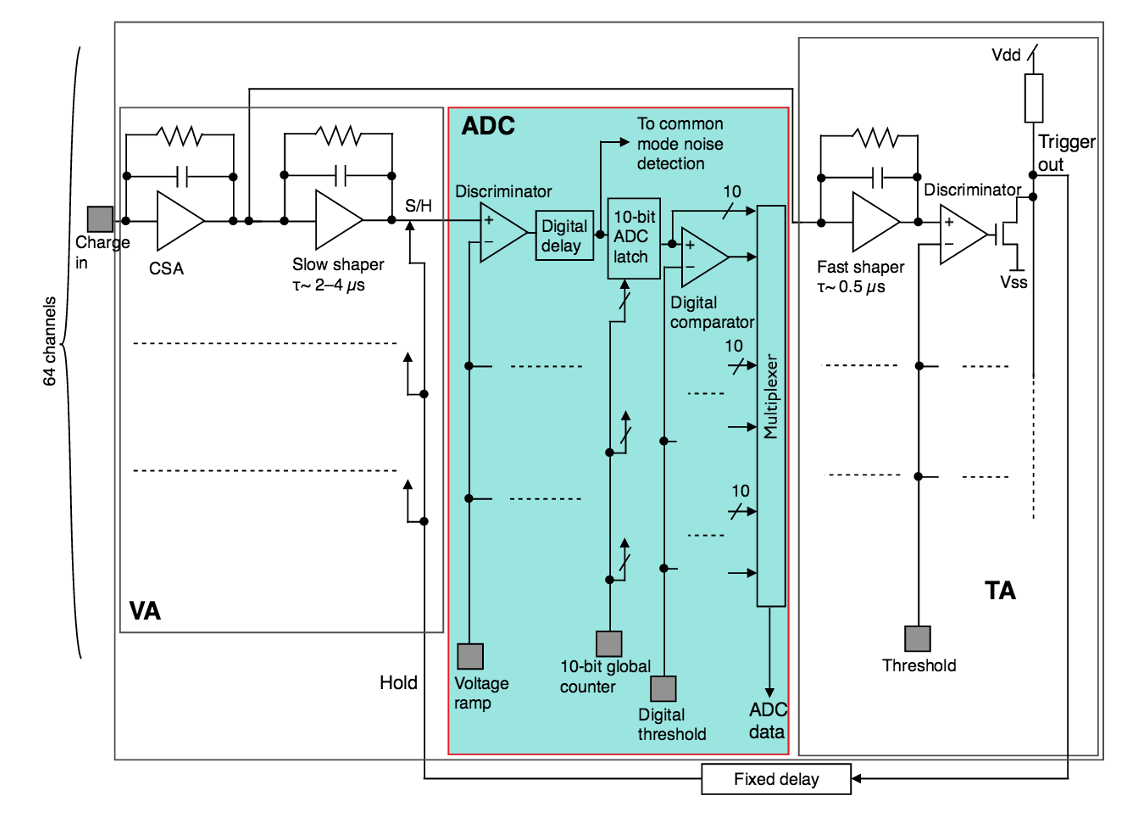 64 channels
Charge
in
CSA
Slow shaper
τ~ 2–4 µs
S/H
VA
Hold
ADC
Discriminator
Digital
delay
To common
mode noise
detection
10-bit
ADC
latch
10
Digital
comparator
10
10
Multiplexer
Voltage
ramp
10-bit global
counter
Digital
threshold
ADC
data
Vdd
Trigger
out
Discriminator
Fast shaper
τ~ 0.5 µs
Vss
TA
Threshold
Fixed delay